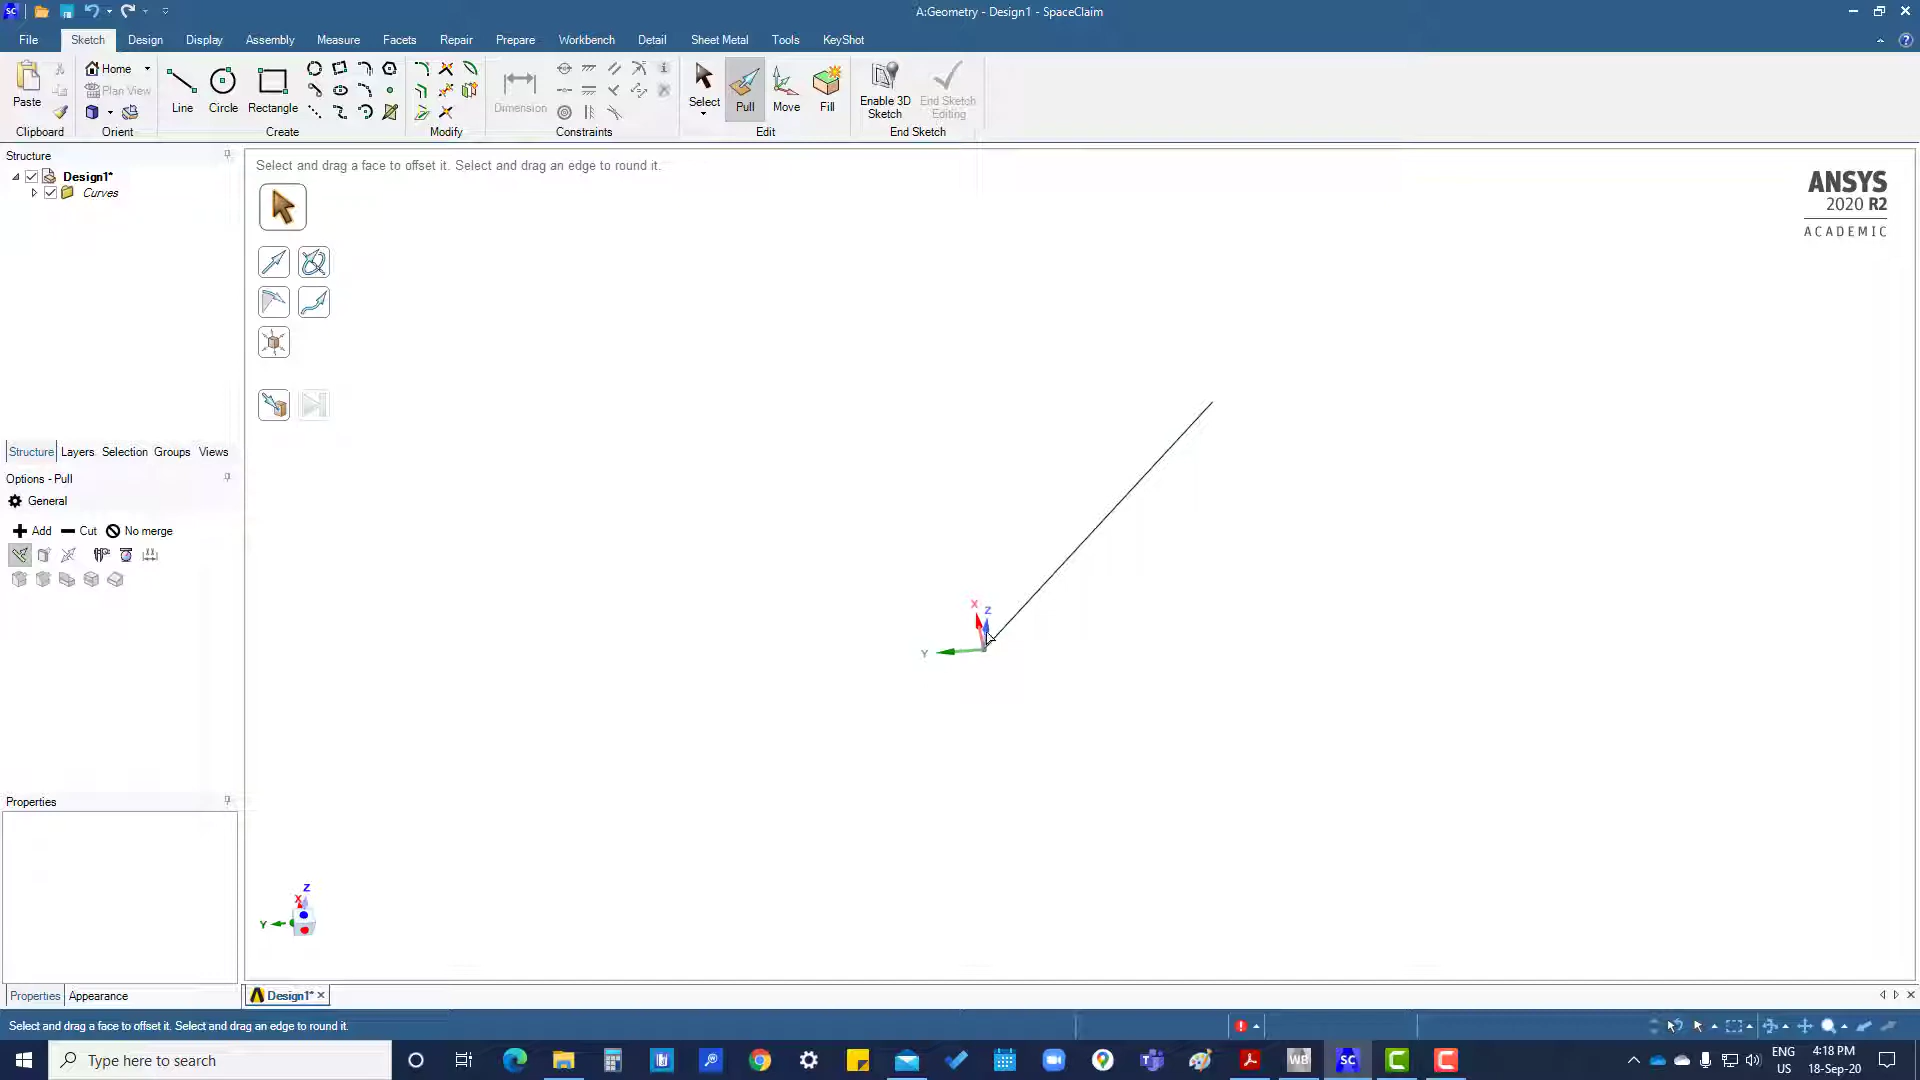 A:Geometry - Design1 - SpaceClaim
File Sketch Design Display Assembly Measure Facets Repair Prepare Workbench Detail Sheet Metal Tools KeyShot
Paste
Home
Plan View
Line Circle Rectangle
Dimension
Select Pull Move Fill
Enable 3D Sketch
End Sketch Editing
Clipboard Orient Create Modify Constraints Edit End Sketch
Structure
Design1*
Curves
Select and drag a face to offset it. Select and drag an edge to round it.
ANSYS
2020 R2
ACADEMIC
Structure Layers Selection Groups Views
Options - Pull
General
Add Cut No merge
X Z
Y
Properties
Z
X
Y
Properties Appearance
Design1*
Select and drag a face to offset it. Select and drag an edge to round it.
Type here to search
WB
SC
ENG
US
4:18 PM
18-Sep-20